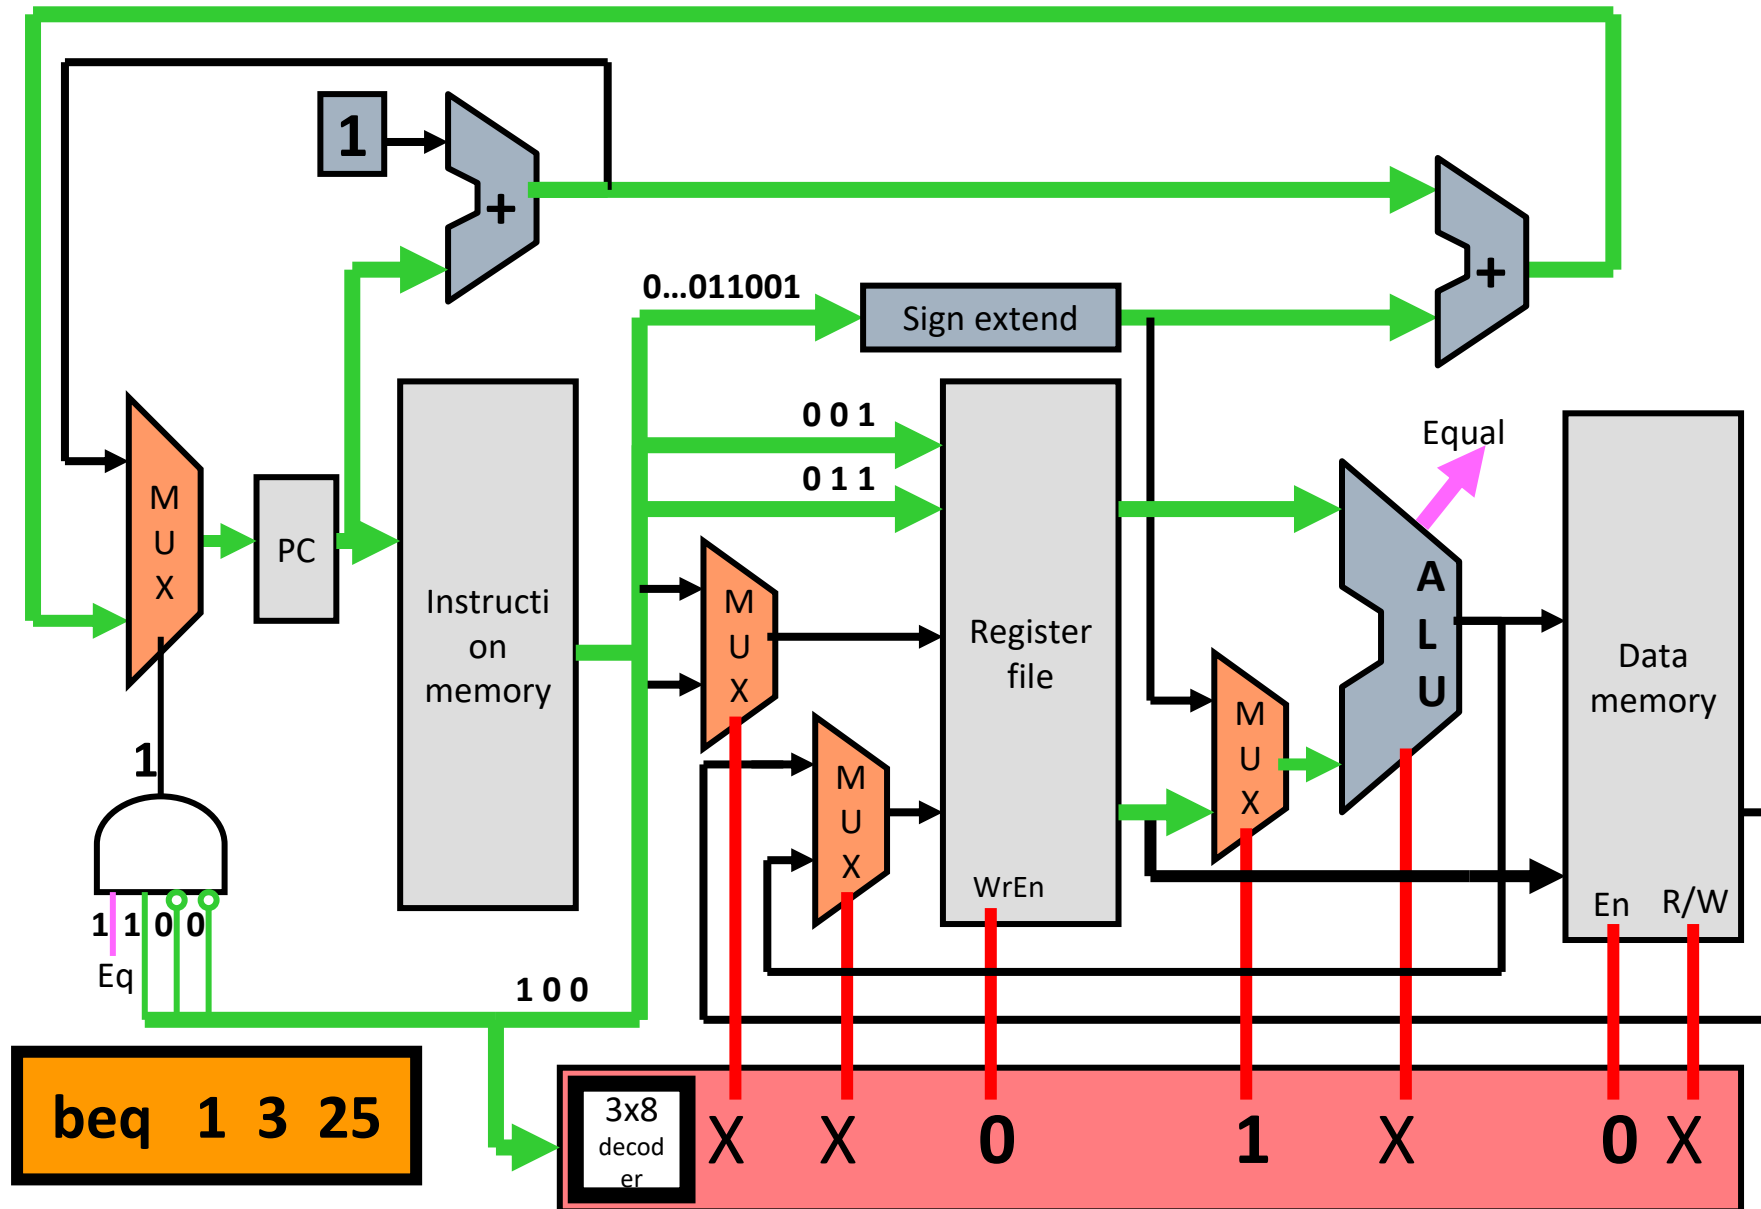 1
+
+
0...011001
Sign extend
0 0 1
0 1 1
Equal
M
U
X
PC
Instructi
on
memory
M
U
X
Register
file
A
L
U
Data
memory
M
U
X
M
U
X
1
WrEn
En R/W
1 1 0 0
Eq
1 0 0
beq 1 3 25
3x8
decod
er
X X 0 1 X 0 X